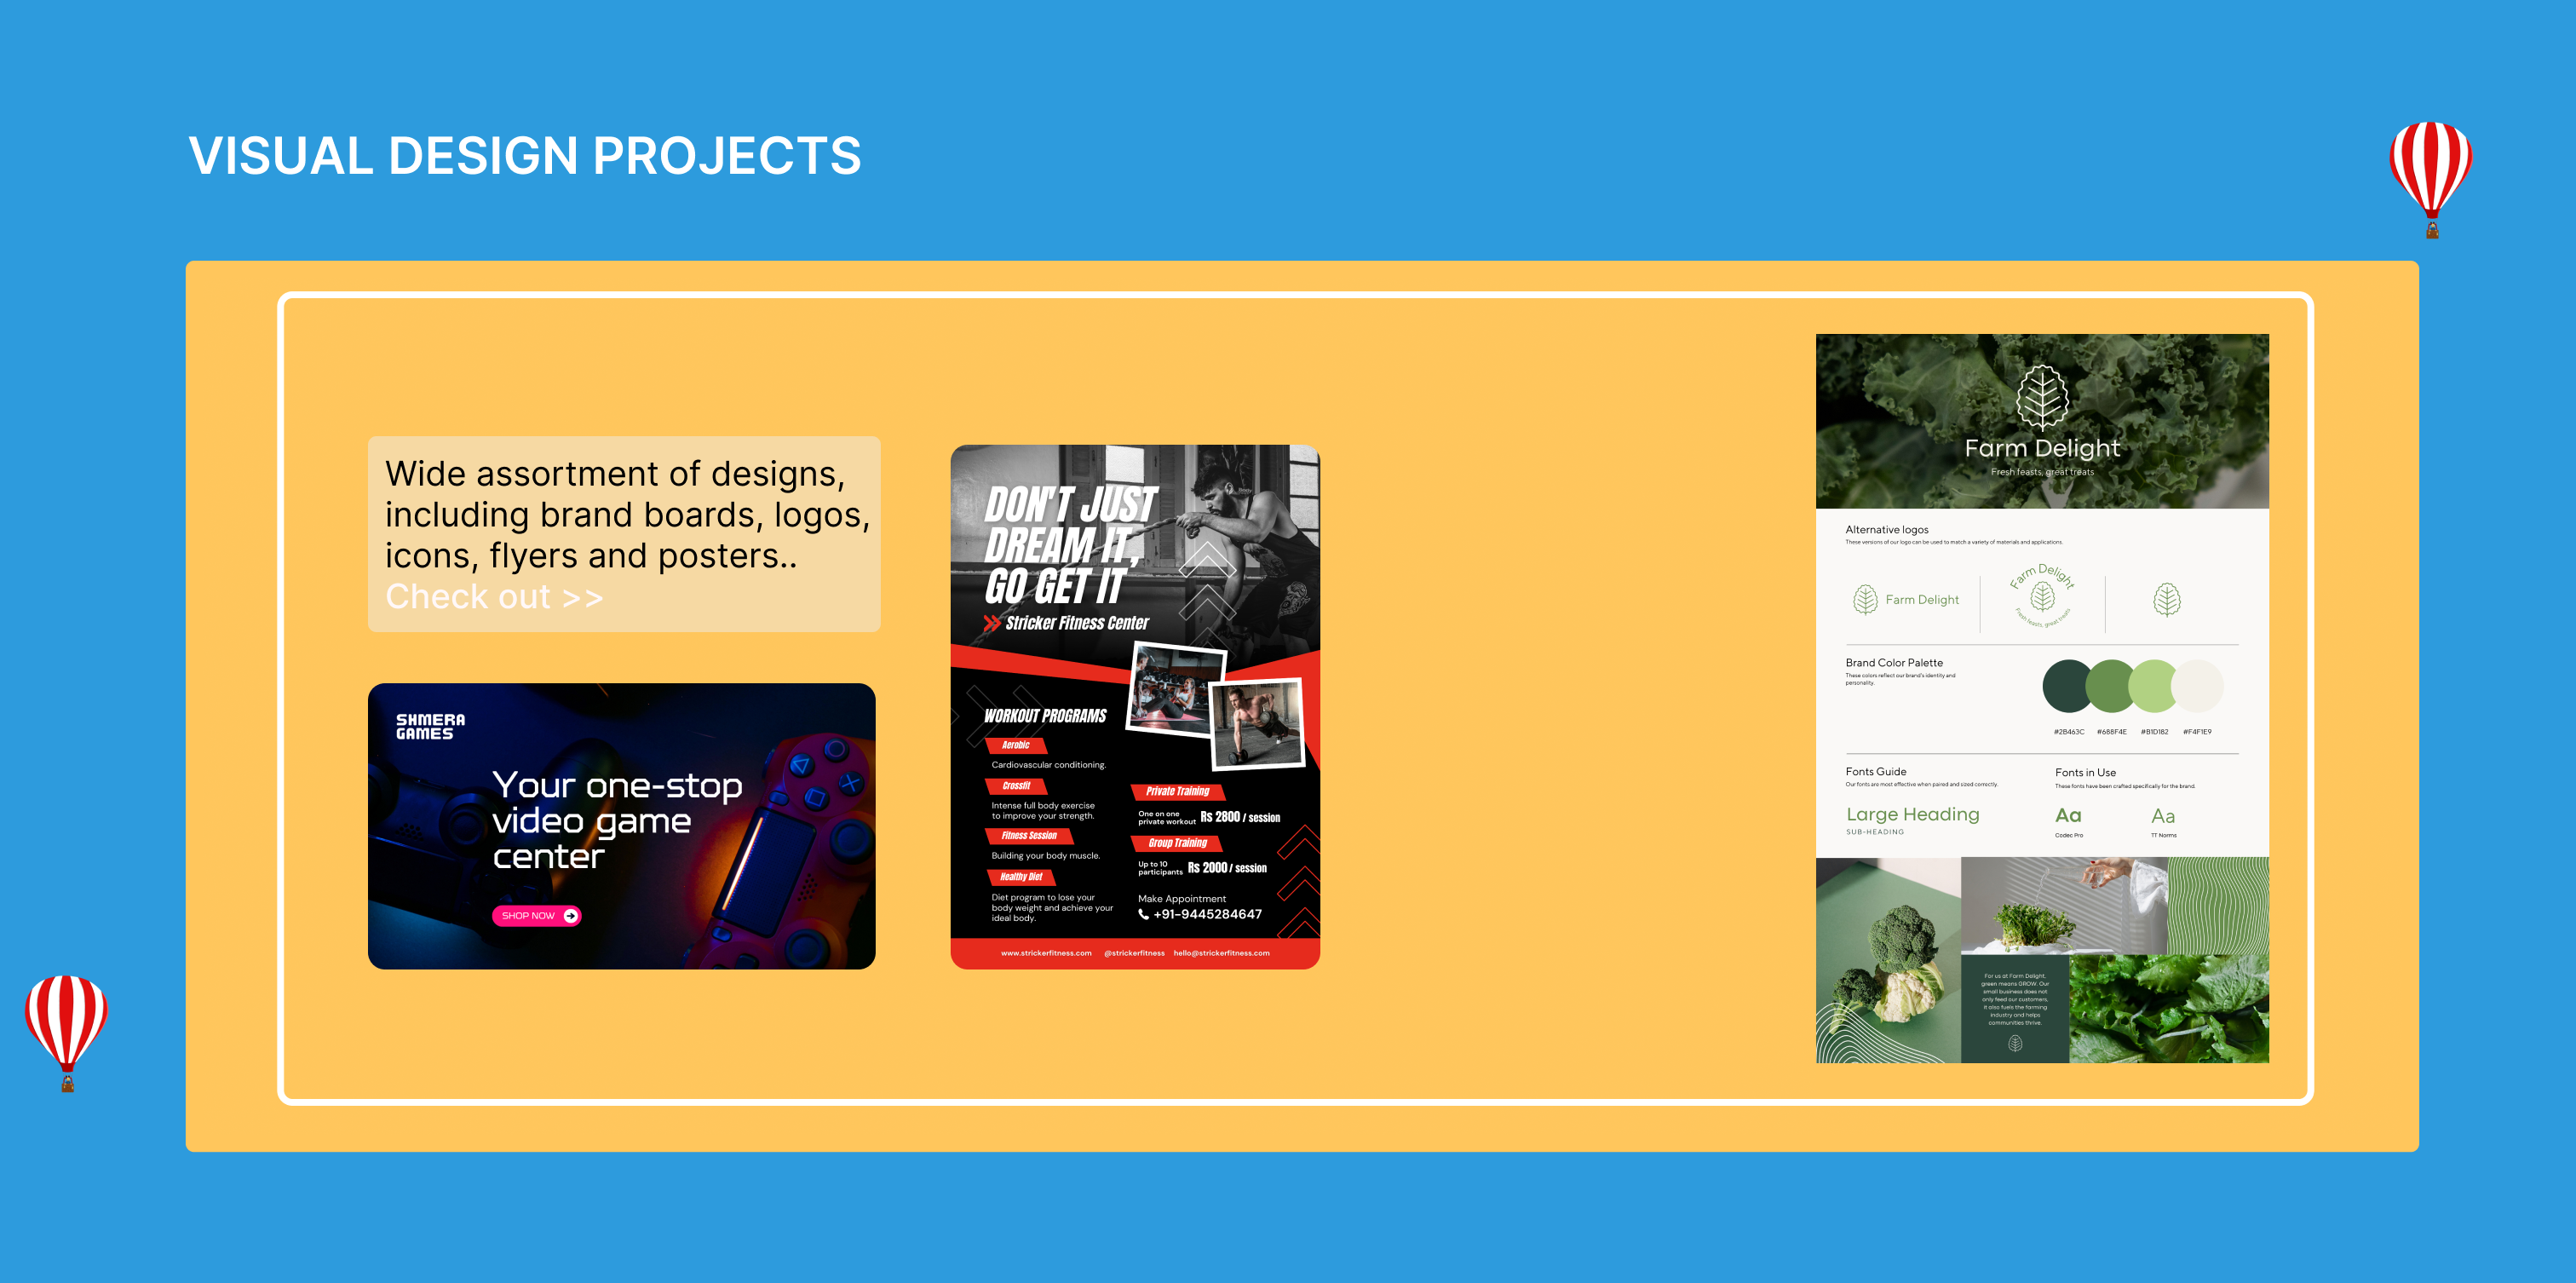 VISUAL DESIGN PROJECTS
Wide assortment of designs,
including brand boards, logos,
icons, flyers and posters..
Check out >>
SHMERA
GAMES
Your one-stop
video game
center
SHOP NOW
DON'T JUST
DREAM IT,
GO GET IT
Stricker Fitness Center
WORKOUT PROGRAMS
Aerobic
Cardiovascular conditioning.
Crossfit
Intense full body exercise
to improve your strength.
Fitness Session
Building your body muscle.
Healthy Diet
Diet program to lose your
body weight and achieve your
ideal body.
Private Training
One on one
private workout
Rs 2800 / session
Group Training
Up to 10
participants
Rs 2000 / session
Make Appointment
+91-9445284647
www.strickerfitness.com @strickerfitness hello@strickerfitness.com
Farm Delight
Fresh feasts, great treats
Alternative logos
These versions of our logo can be used to match a variety of materials and applications.
Farm Delight
Farm Delight
Fresh feasts, great treats
Brand Color Palette
These colors reflect our brand's identity and
personality.
#2B463C #688F4E #B1D182 #F4F1E9
Fonts Guide
Our fonts are most effective when paired and sized correctly.
Large Heading
SUB-HEADING
Fonts in Use
These fonts have been crafted specifically for the brand.
Aa Aa
Codec Pro TT Norms
For us at Farm Delight,
green means GROW. Our
small business does not
only feed our customers,
it also fuels the farming
industry and helps
communities thrive.